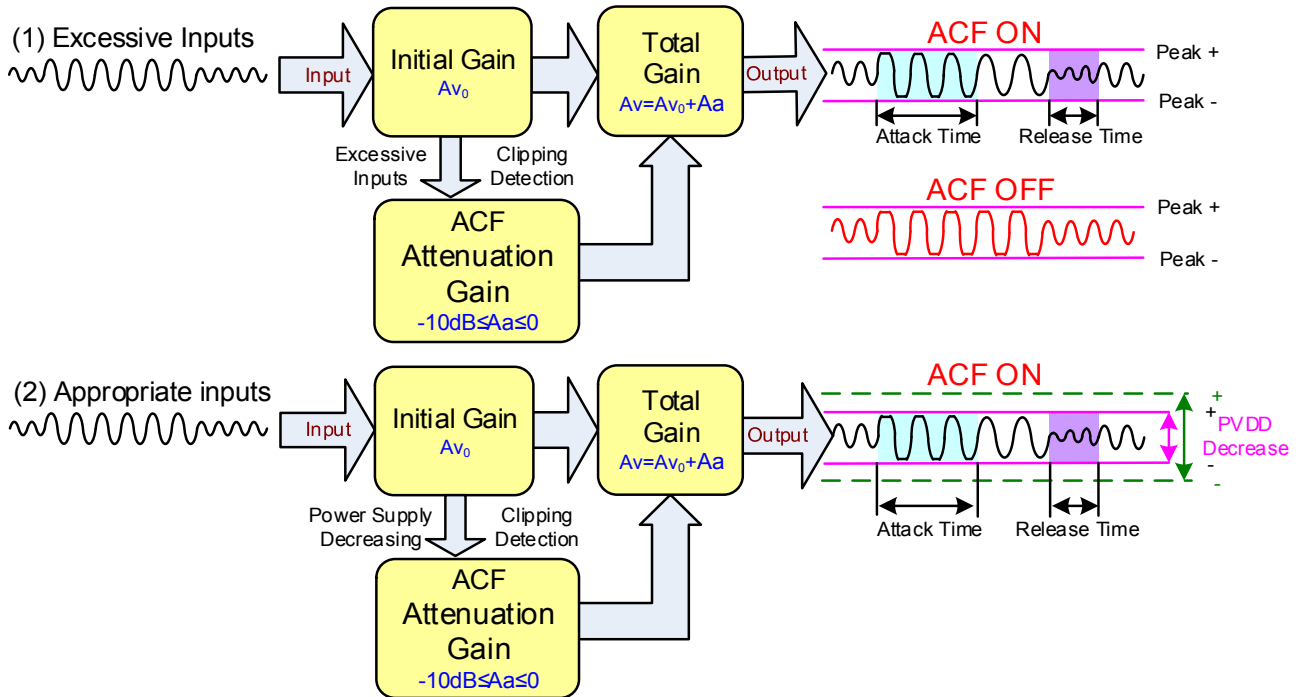 (1) Excessive Inputs
Input
Initial Gain
Av0
Total
Gain
Av=Av0+Aa
Output
ACF ON
Peak +
Peak -
Attack Time
Release Time
Excessive
Inputs
Clipping
Detection
ACF
Attenuation
Gain
-10dB≤Aa≤0
ACF OFF
Peak +
Peak -
(2) Appropriate inputs
Input
Initial Gain
Av0
Total
Gain
Av=Av0+Aa
Output
ACF ON
+
+
PVDD
Decrease
-
-
Attack Time
Release Time
Power Supply
Decreasing
Clipping
Detection
ACF
Attenuation
Gain
-10dB≤Aa≤0